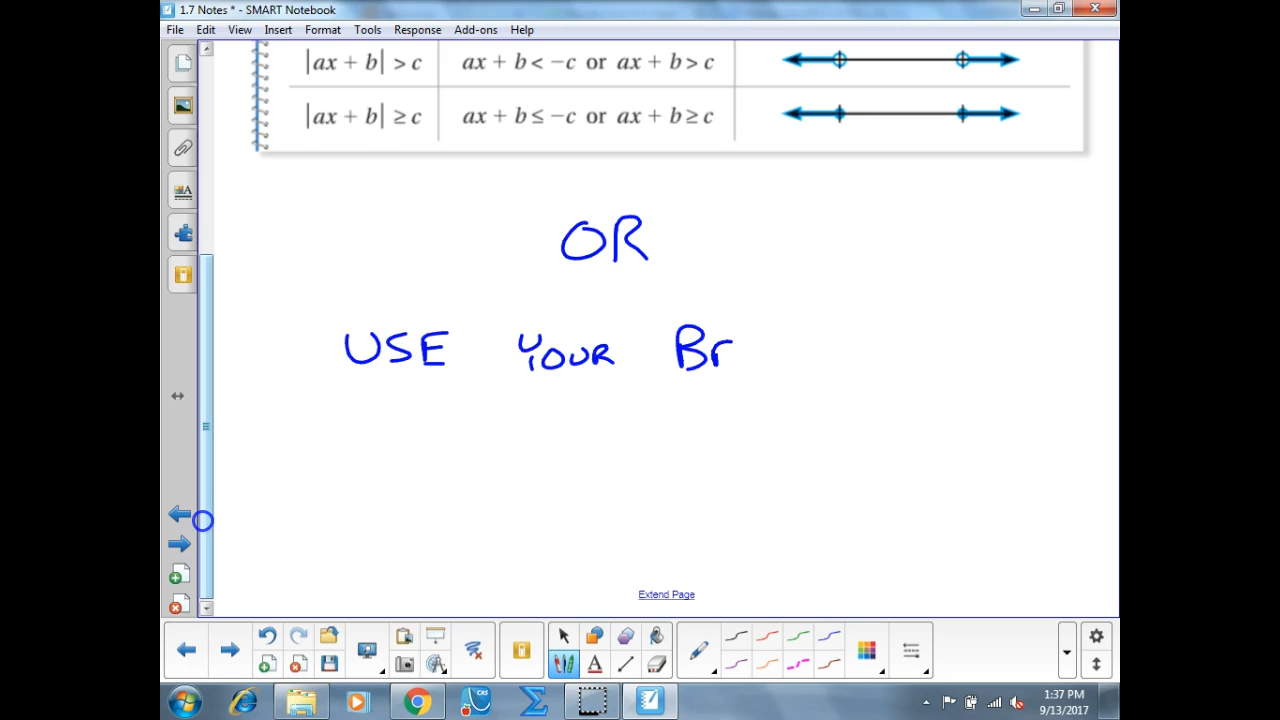 1.7 Notes * - SMART Notebook
File Edit View Insert Format Tools Response Add-ons Help
|ax + b| > c ax + b < −c or ax + b > c
|ax + b| ≥ c ax + b ≤ −c or ax + b ≥ c
OR
USE YOUR Br
Extend Page
1:37 PM
9/13/2017